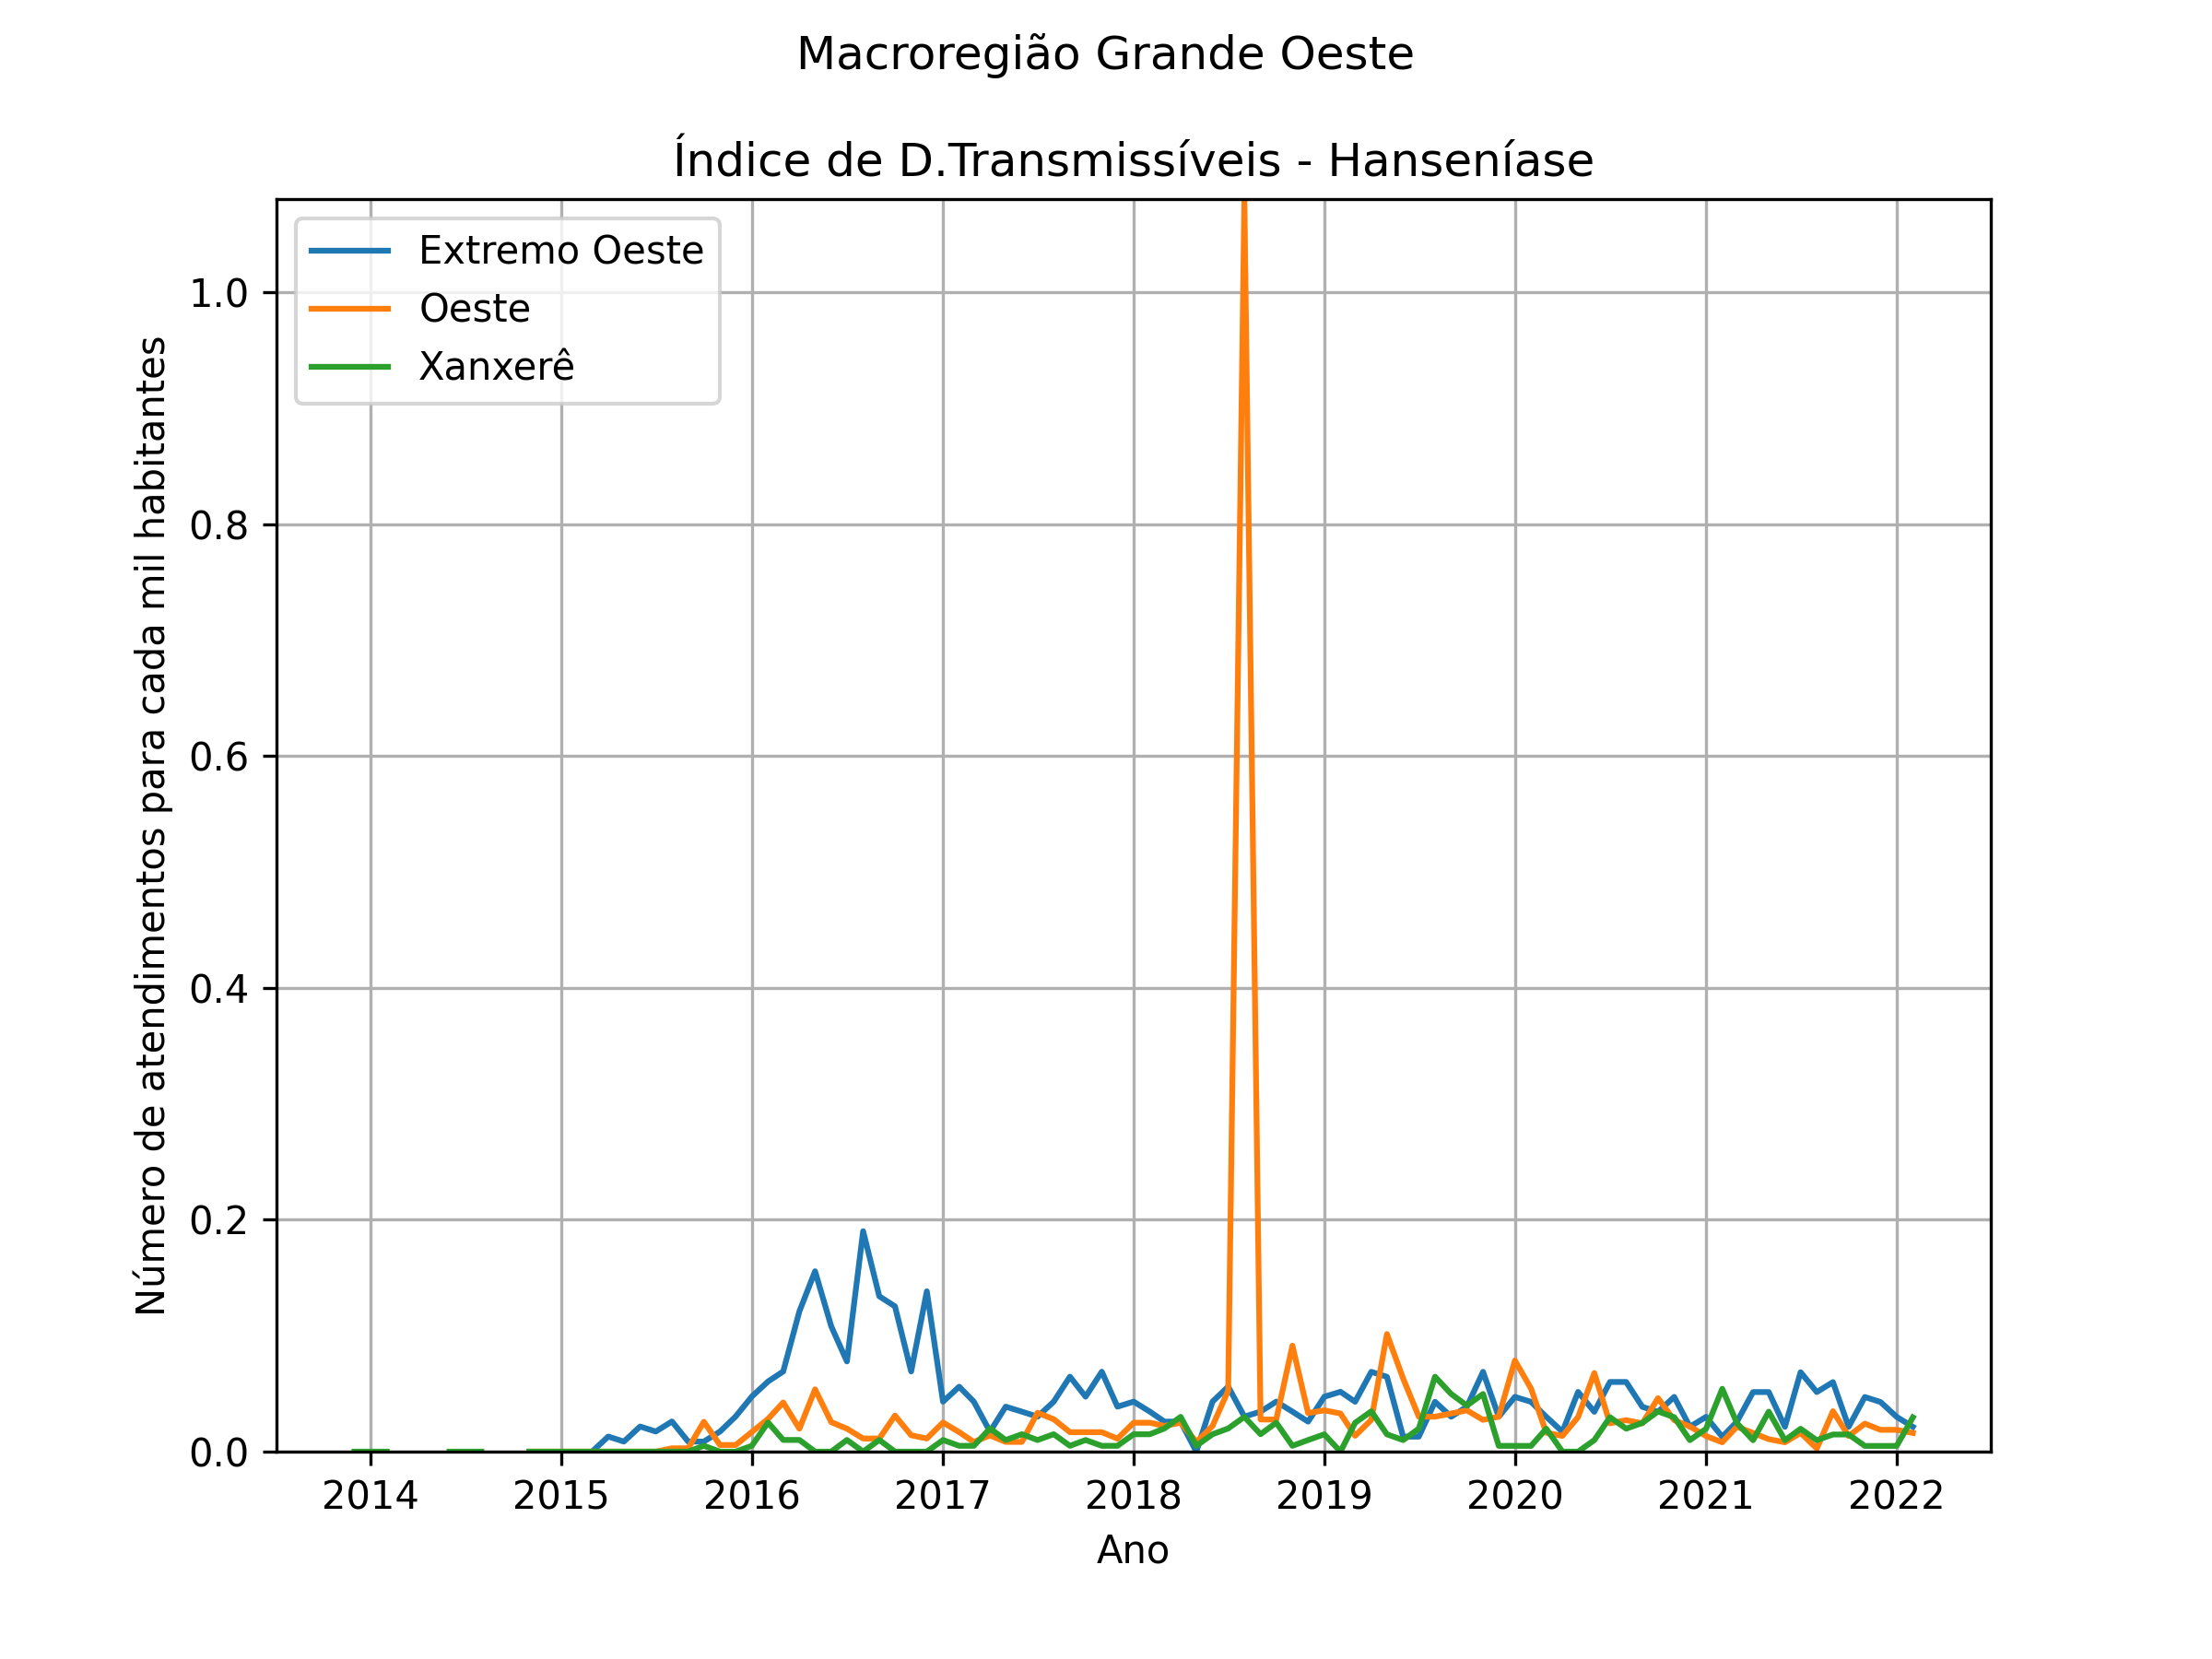 Macroregião Grande Oeste
Índice de D.Transmissíveis - Hanseníase
Extremo Oeste
Oeste
Xanxerê
Número de atendimentos para cada mil habitantes
1.0
0.8
0.6
0.4
0.2
0.0
2014 2015 2016 2017 2018 2019 2020 2021 2022
Ano